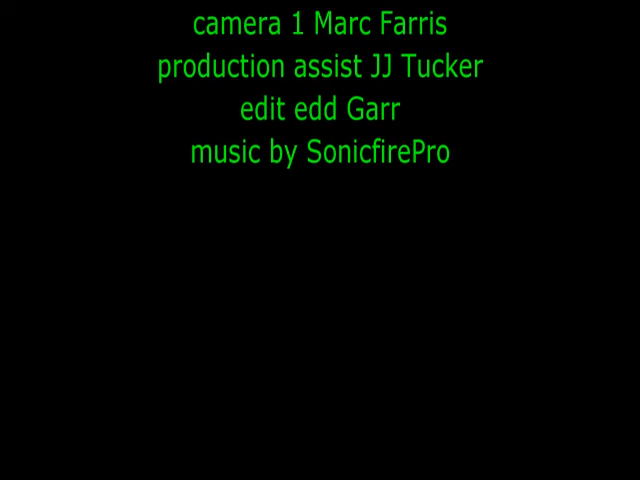 camera 1 Marc Farris
production assist JJ Tucker
edit edd Garr
music by SonicfirePro